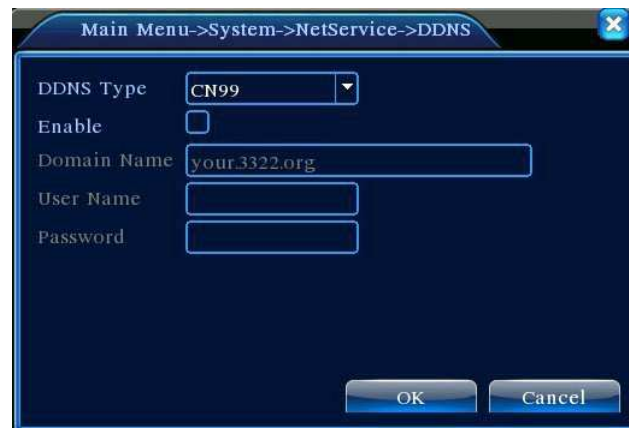 Main Menu->System->NetService->DDNS
DDNS Type CN99
Enable
Domain Name your.3322.org
User Name
Password
OK Cancel